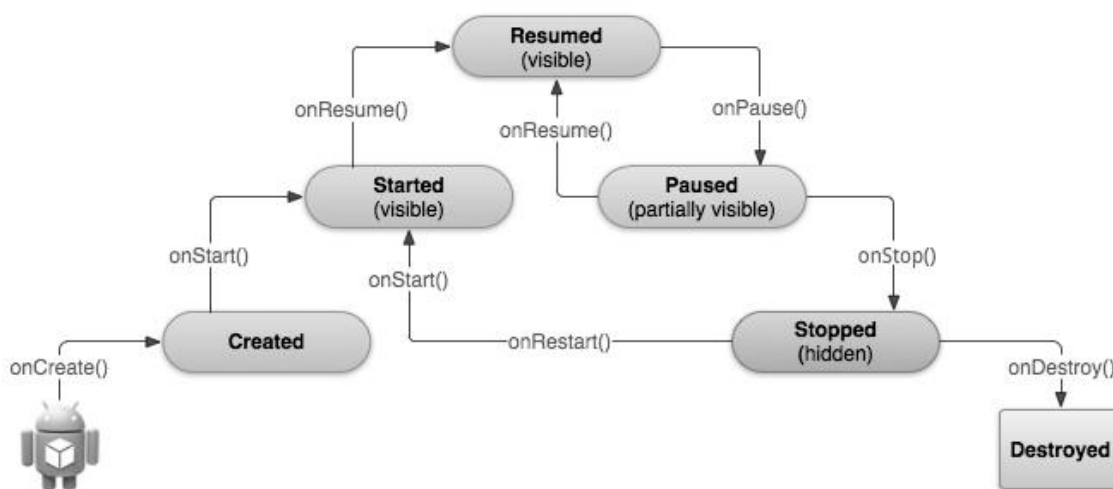 Resumed
(visible)
onResume()
onResume()
onPause()
Started
(visible)
Paused
(partially visible)
onStart()
onStart()
onStop()
Created
onRestart()
Stopped
(hidden)
onCreate()
onDestroy()
Destroyed